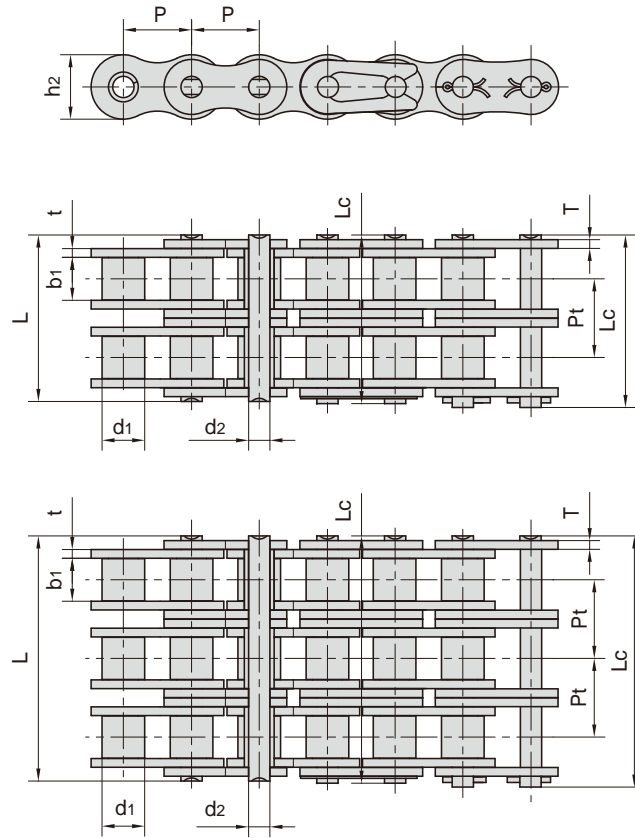 P P
h2
t Lc T
b1
L Pt Lc
d1 d2
t Lc T
b1
Pt
L Lc
Pt
d1 d2